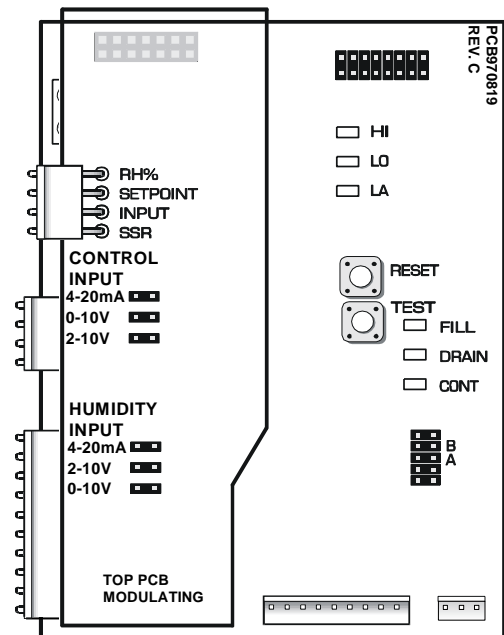 PCB970819
REV. C
HI
LO
LA
RH%
SETPOINT
INPUT
SSR
CONTROL
INPUT
4-20mA
0-10V
2-10V
RESET
TEST
FILL
DRAIN
CONT
HUMIDITY
INPUT
4-20mA
2-10V
0-10V
B
A
TOP PCB
MODULATING